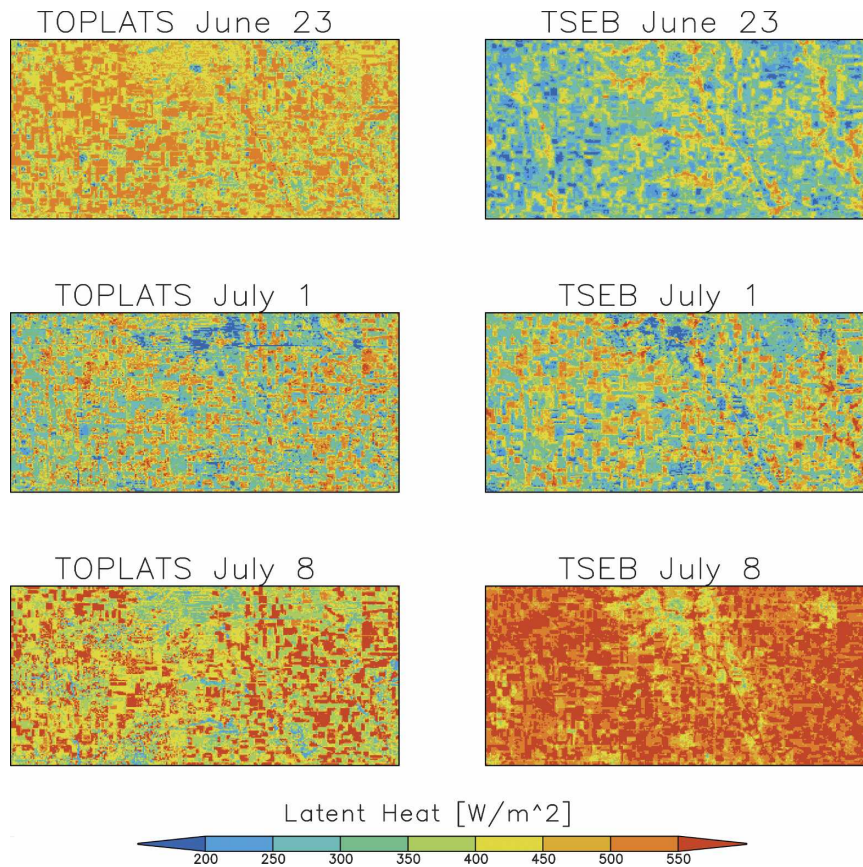 TOPLATS June 23
TSEB June 23
TOPLATS July 1
TSEB July 1
TOPLATS July 8
TSEB July 8
Latent Heat [W/m^2]
200 250 300 350 400 450 500 550